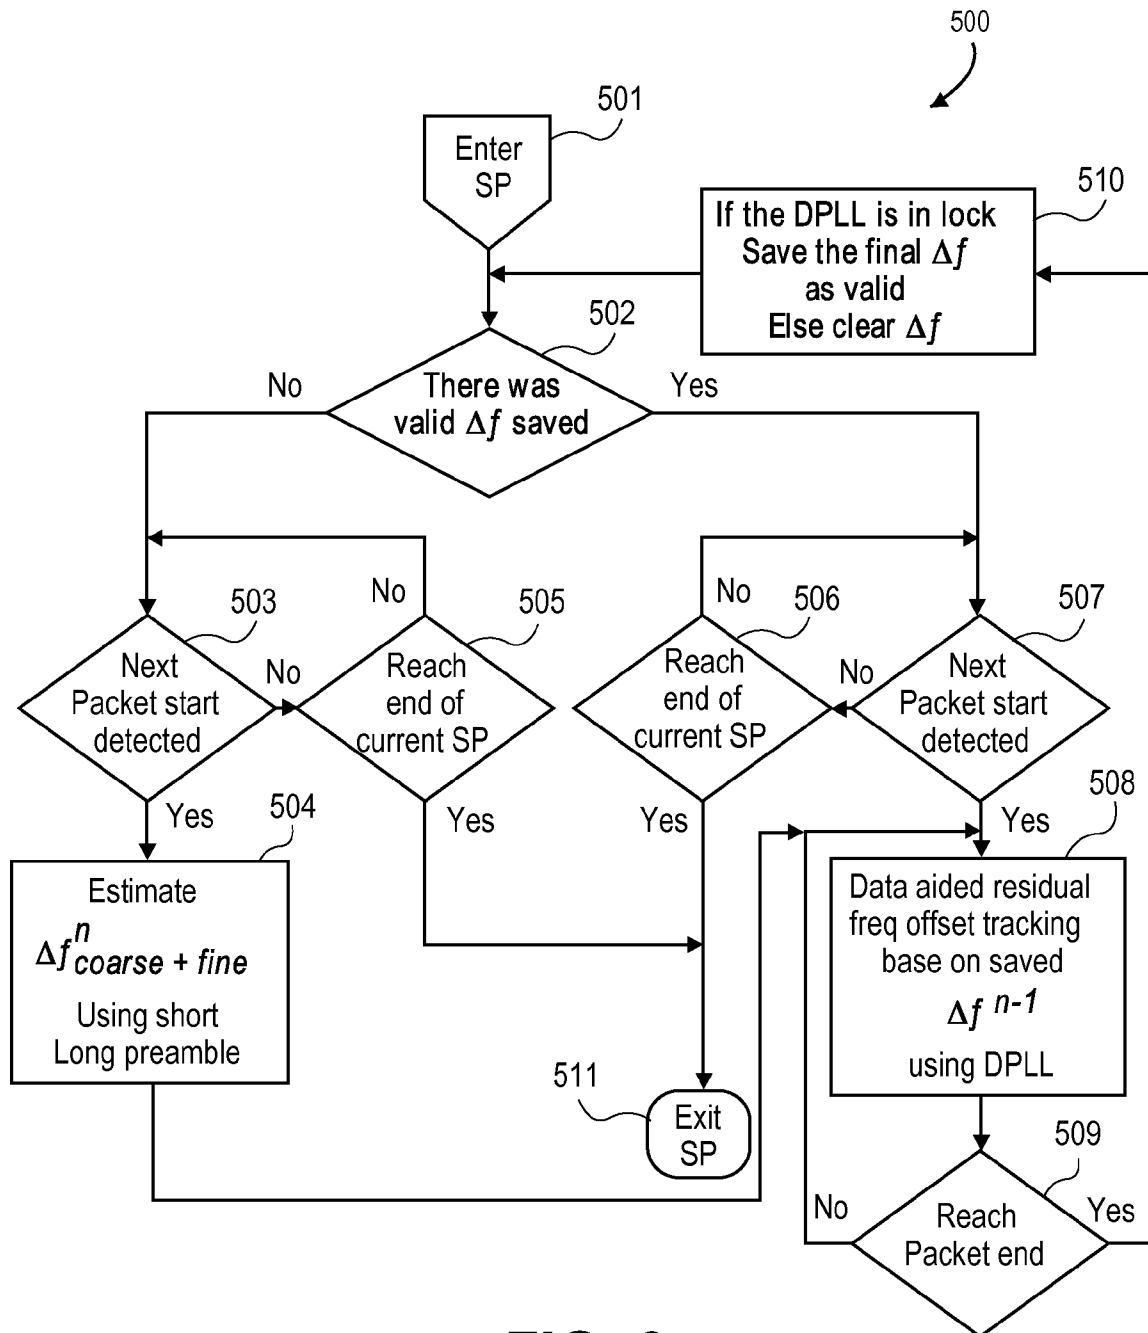 500
501
Enter
SP
510
If the DPLL is in lock
Save the final Δf
as valid
Else clear Δf
502
No
There was
valid Δf saved
Yes
503
Next
Packet start
detected
No
Yes
No
505
Reach
end of
current SP
Yes
No
506
Reach
end of
current SP
Yes
507
No
Next
Packet start
detected
Yes
504
Estimate
Δf^n_coarse + fine
Using short
Long preamble
508
Data aided residual
freq offset tracking
base on saved
Δf^n-1
using DPLL
511
Exit
SP
509
No
Reach
Packet end
Yes